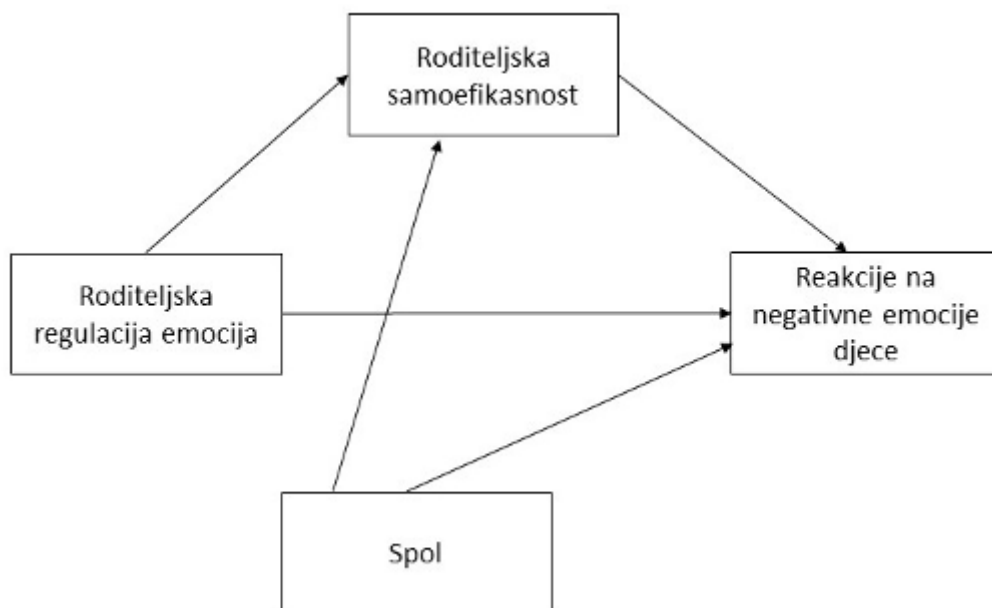 Roditeljska
samoefikasnost
Roditeljska
regulacija emocija
Reakcije na
negativne emocije
djece
Spol